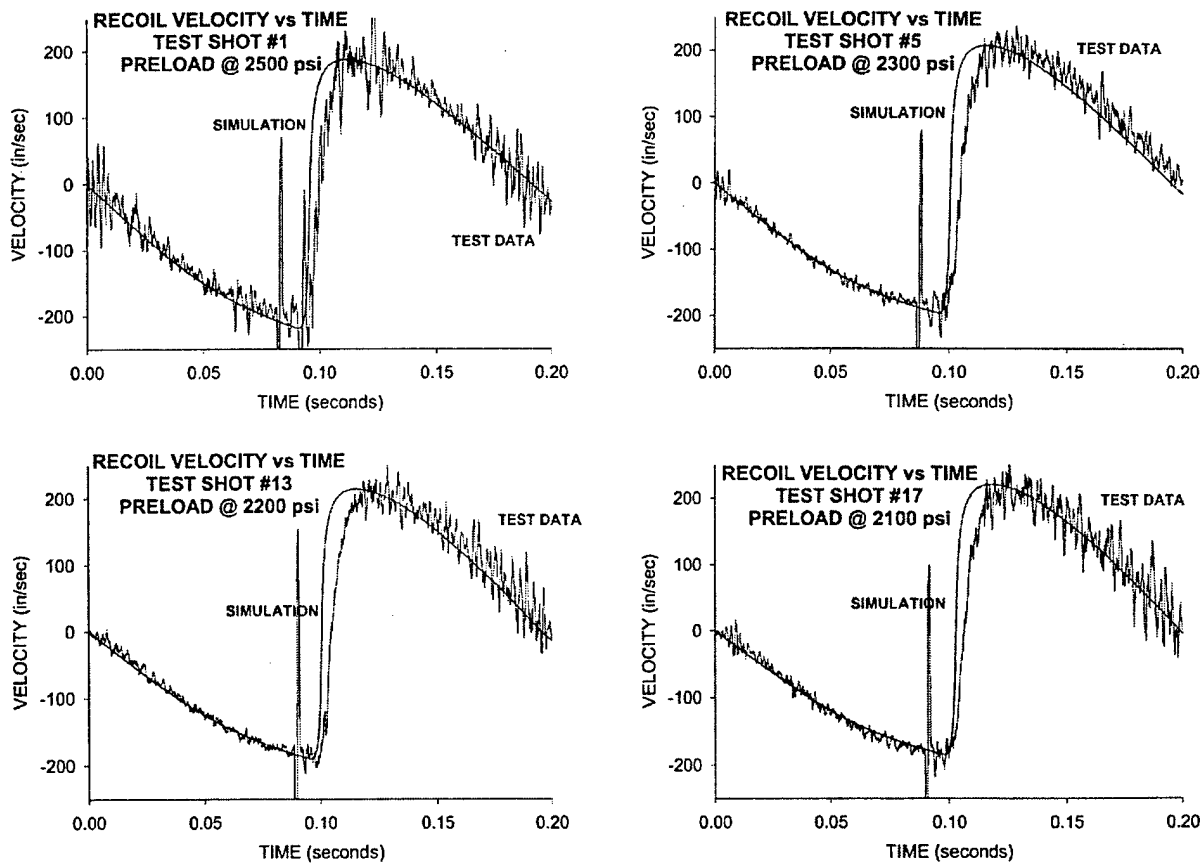 RECOIL VELOCITY vs TIME
TEST SHOT #1
PRELOAD @ 2500 psi
SIMULATION
TEST DATA
VELOCITY (in/sec)
200
100
0
-100
-200
0.00 0.05 0.10 0.15 0.20
TIME (seconds)
RECOIL VELOCITY vs TIME
TEST SHOT #5
PRELOAD @ 2300 psi
TEST DATA
SIMULATION
VELOCITY (in/sec)
200
100
0
-100
-200
0.00 0.05 0.10 0.15 0.20
TIME (seconds)
RECOIL VELOCITY vs TIME
TEST SHOT #13
PRELOAD @ 2200 psi
TEST DATA
SIMULATION
VELOCITY (in/sec)
200
100
0
-100
-200
0.00 0.05 0.10 0.15 0.20
TIME (seconds)
RECOIL VELOCITY vs TIME
TEST SHOT #17
PRELOAD @ 2100 psi
TEST DATA
SIMULATION
VELOCITY (in/sec)
200
100
0
-100
-200
0.00 0.05 0.10 0.15 0.20
TIME (seconds)